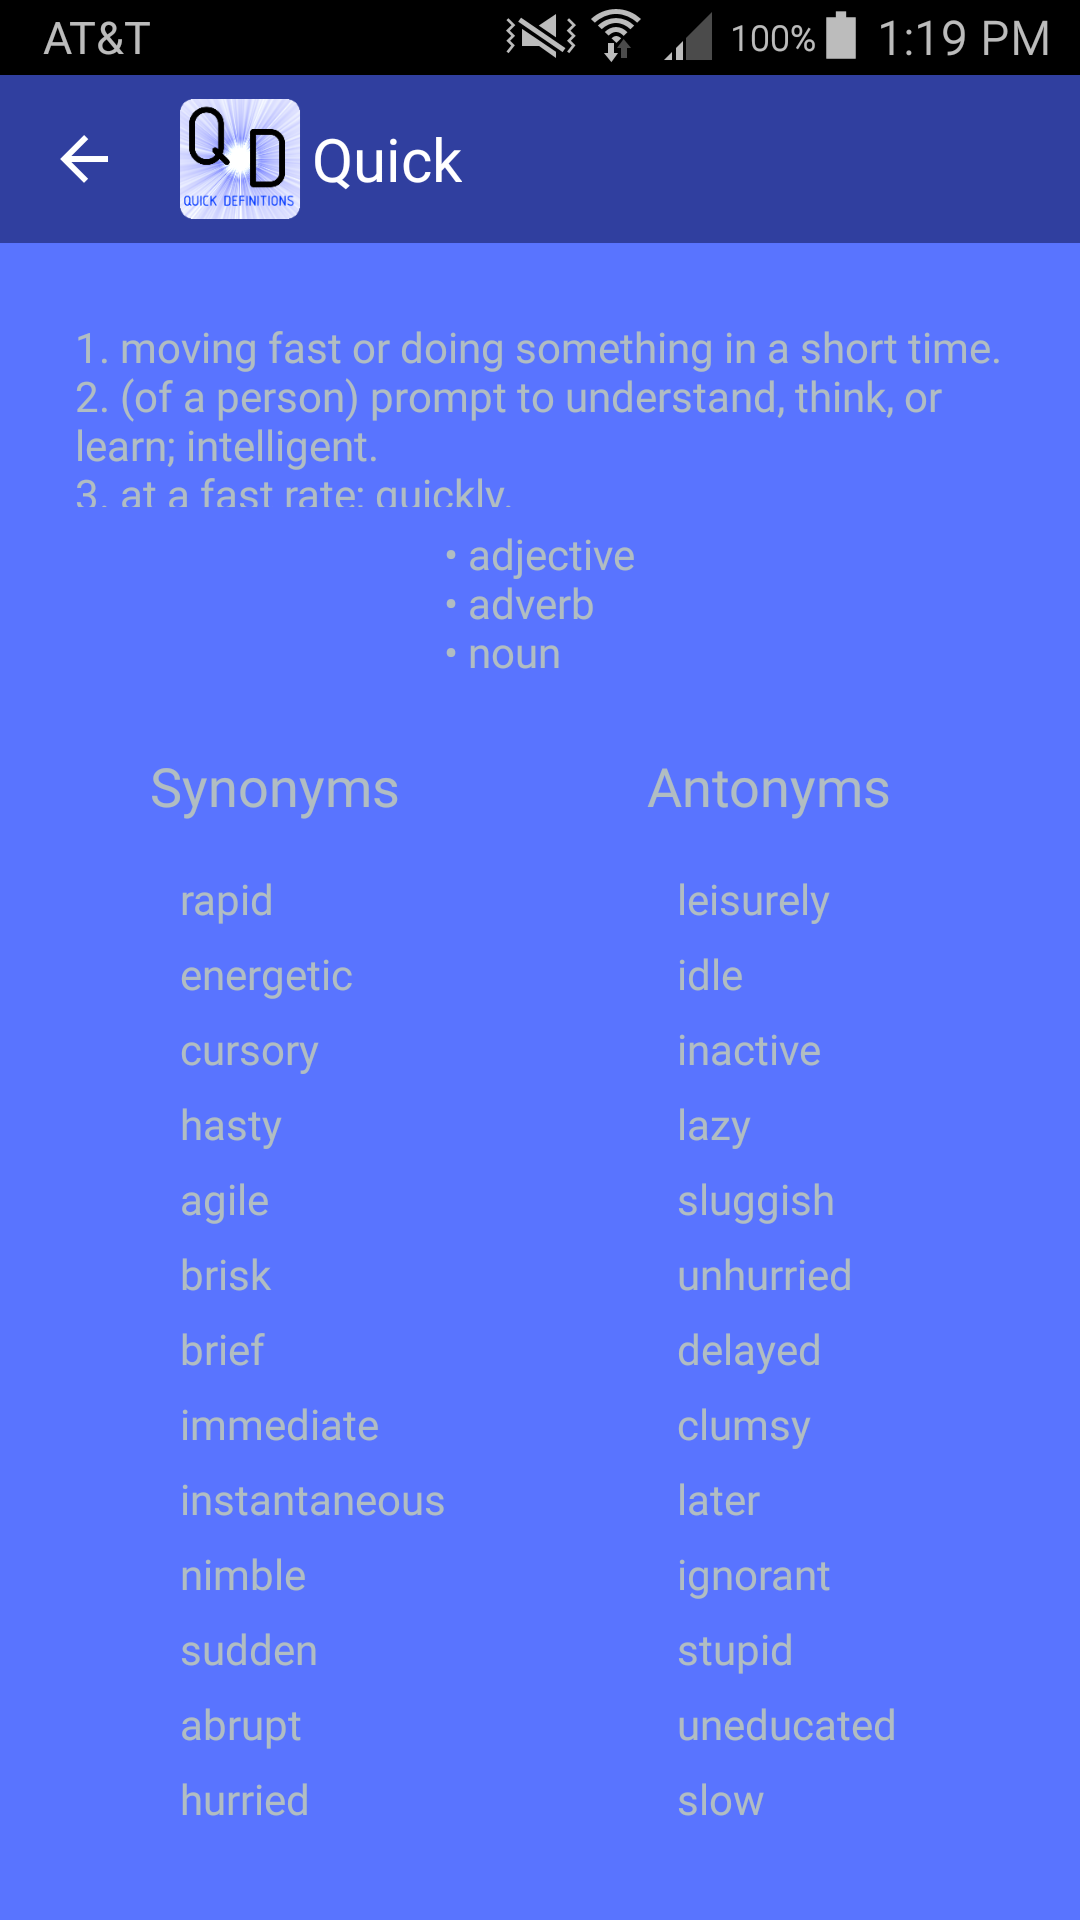 AT&T 100% 1:19 PM
Q D
QUICK DEFINITIONS
Quick
1. moving fast or doing something in a short time.
2. (of a person) prompt to understand, think, or
learn; intelligent.
3. at a fast rate; quickly.
• adjective
• adverb
• noun
Synonyms Antonyms
rapid leisurely
energetic idle
cursory inactive
hasty lazy
agile sluggish
brisk unhurried
brief delayed
immediate clumsy
instantaneous later
nimble ignorant
sudden stupid
abrupt uneducated
hurried slow